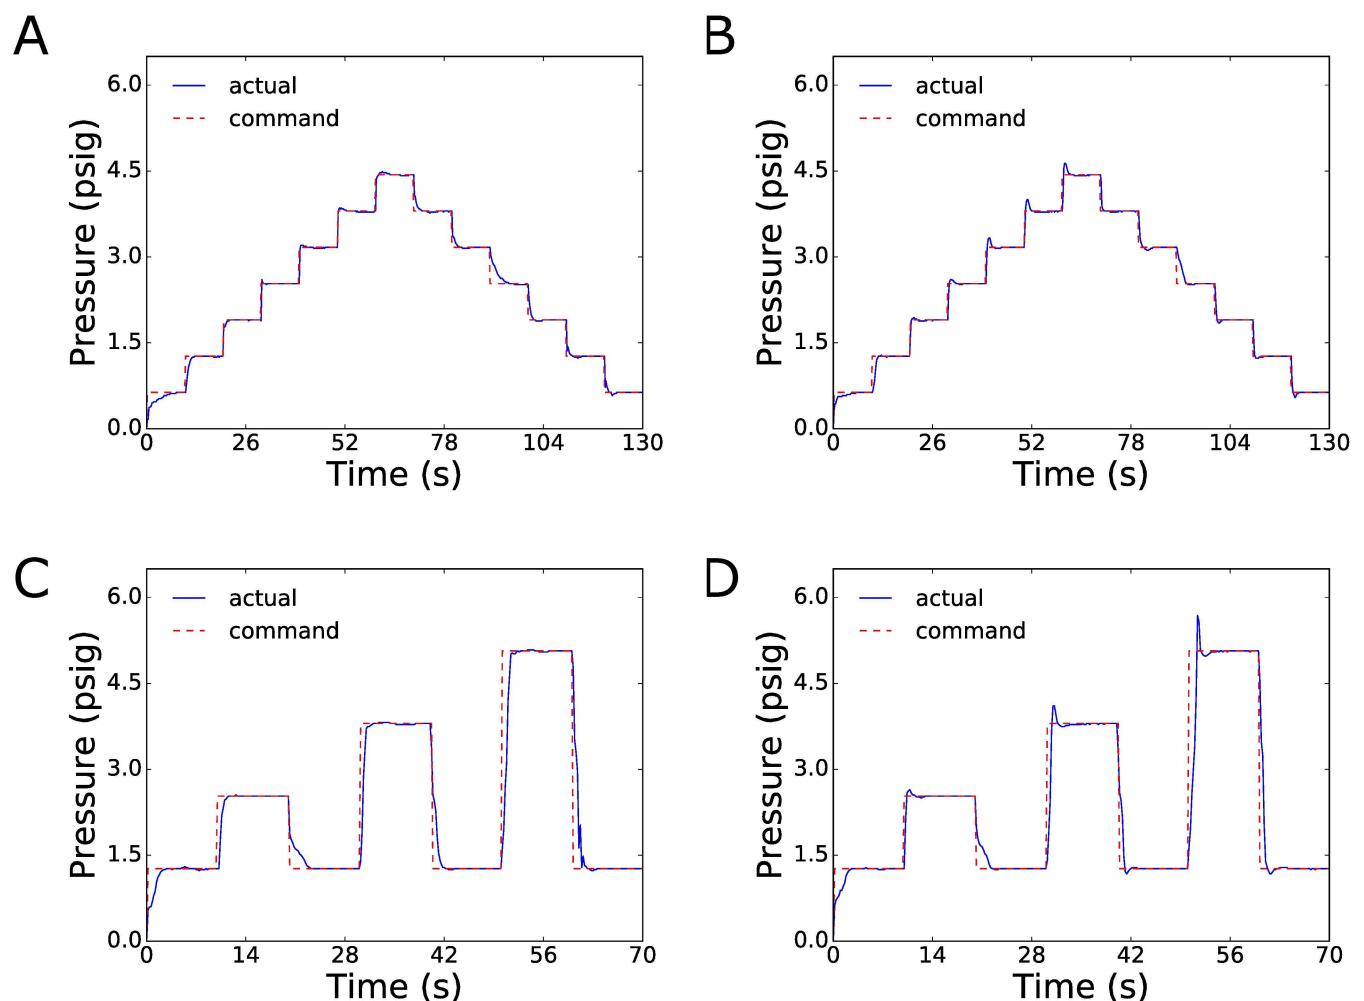 A
6.0
4.5
3.0
1.5
0.0
Pressure (psig)
actual
command
0 26 52 78 104 130
Time (s)
B
6.0
4.5
3.0
1.5
0.0
Pressure (psig)
actual
command
0 26 52 78 104 130
Time (s)
C
6.0
4.5
3.0
1.5
0.0
Pressure (psig)
actual
command
0 14 28 42 56 70
Time (s)
D
6.0
4.5
3.0
1.5
0.0
Pressure (psig)
actual
command
0 14 28 42 56 70
Time (s)